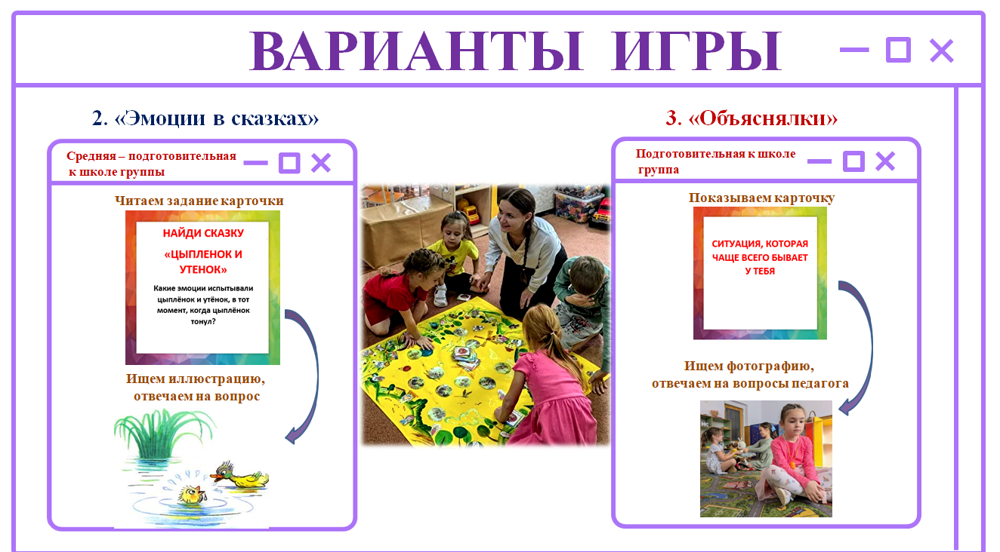 ВАРИАНТЫ ИГРЫ
2. «Эмоции в сказках»
Средняя – подготовительная
к школе группы
Читаем задание карточки
НАЙДИ СКАЗКУ
«ЦЫПЛЕНОК И
УТЕНОК»
Какие эмоции испытывали
цыплёнок и утёнок, в тот
момент, когда цыплёнок
тонул?
Ищем иллюстрацию,
отвечаем на вопрос
3. «Объяснялки»
Подготовительная к школе
группа
Показываем карточку
СИТУАЦИЯ, КОТОРАЯ
ЧАЩЕ ВСЕГО БЫВАЕТ
У ТЕБЯ
Ищем фотографию,
отвечаем на вопросы педагога